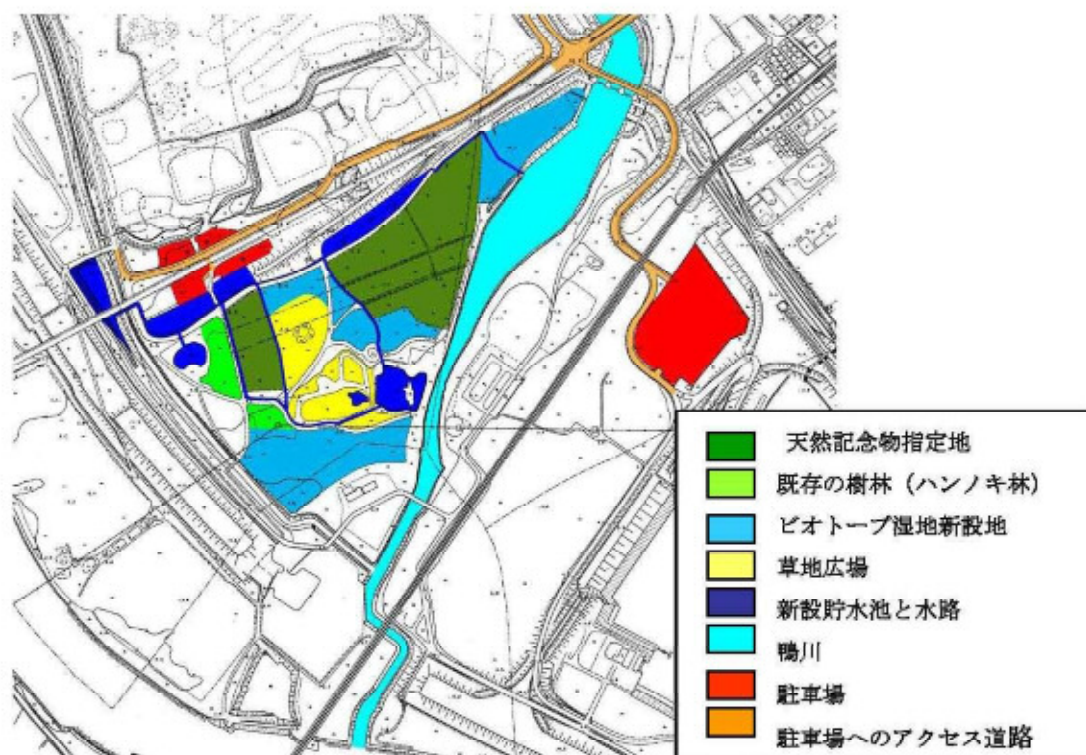 天然記念物指定地
既存の樹林（ハンノキ林）
ビオトープ湿地新設地
草地広場
新設貯水池と水路
鴨川
駐車場
駐車場へのアクセス道路